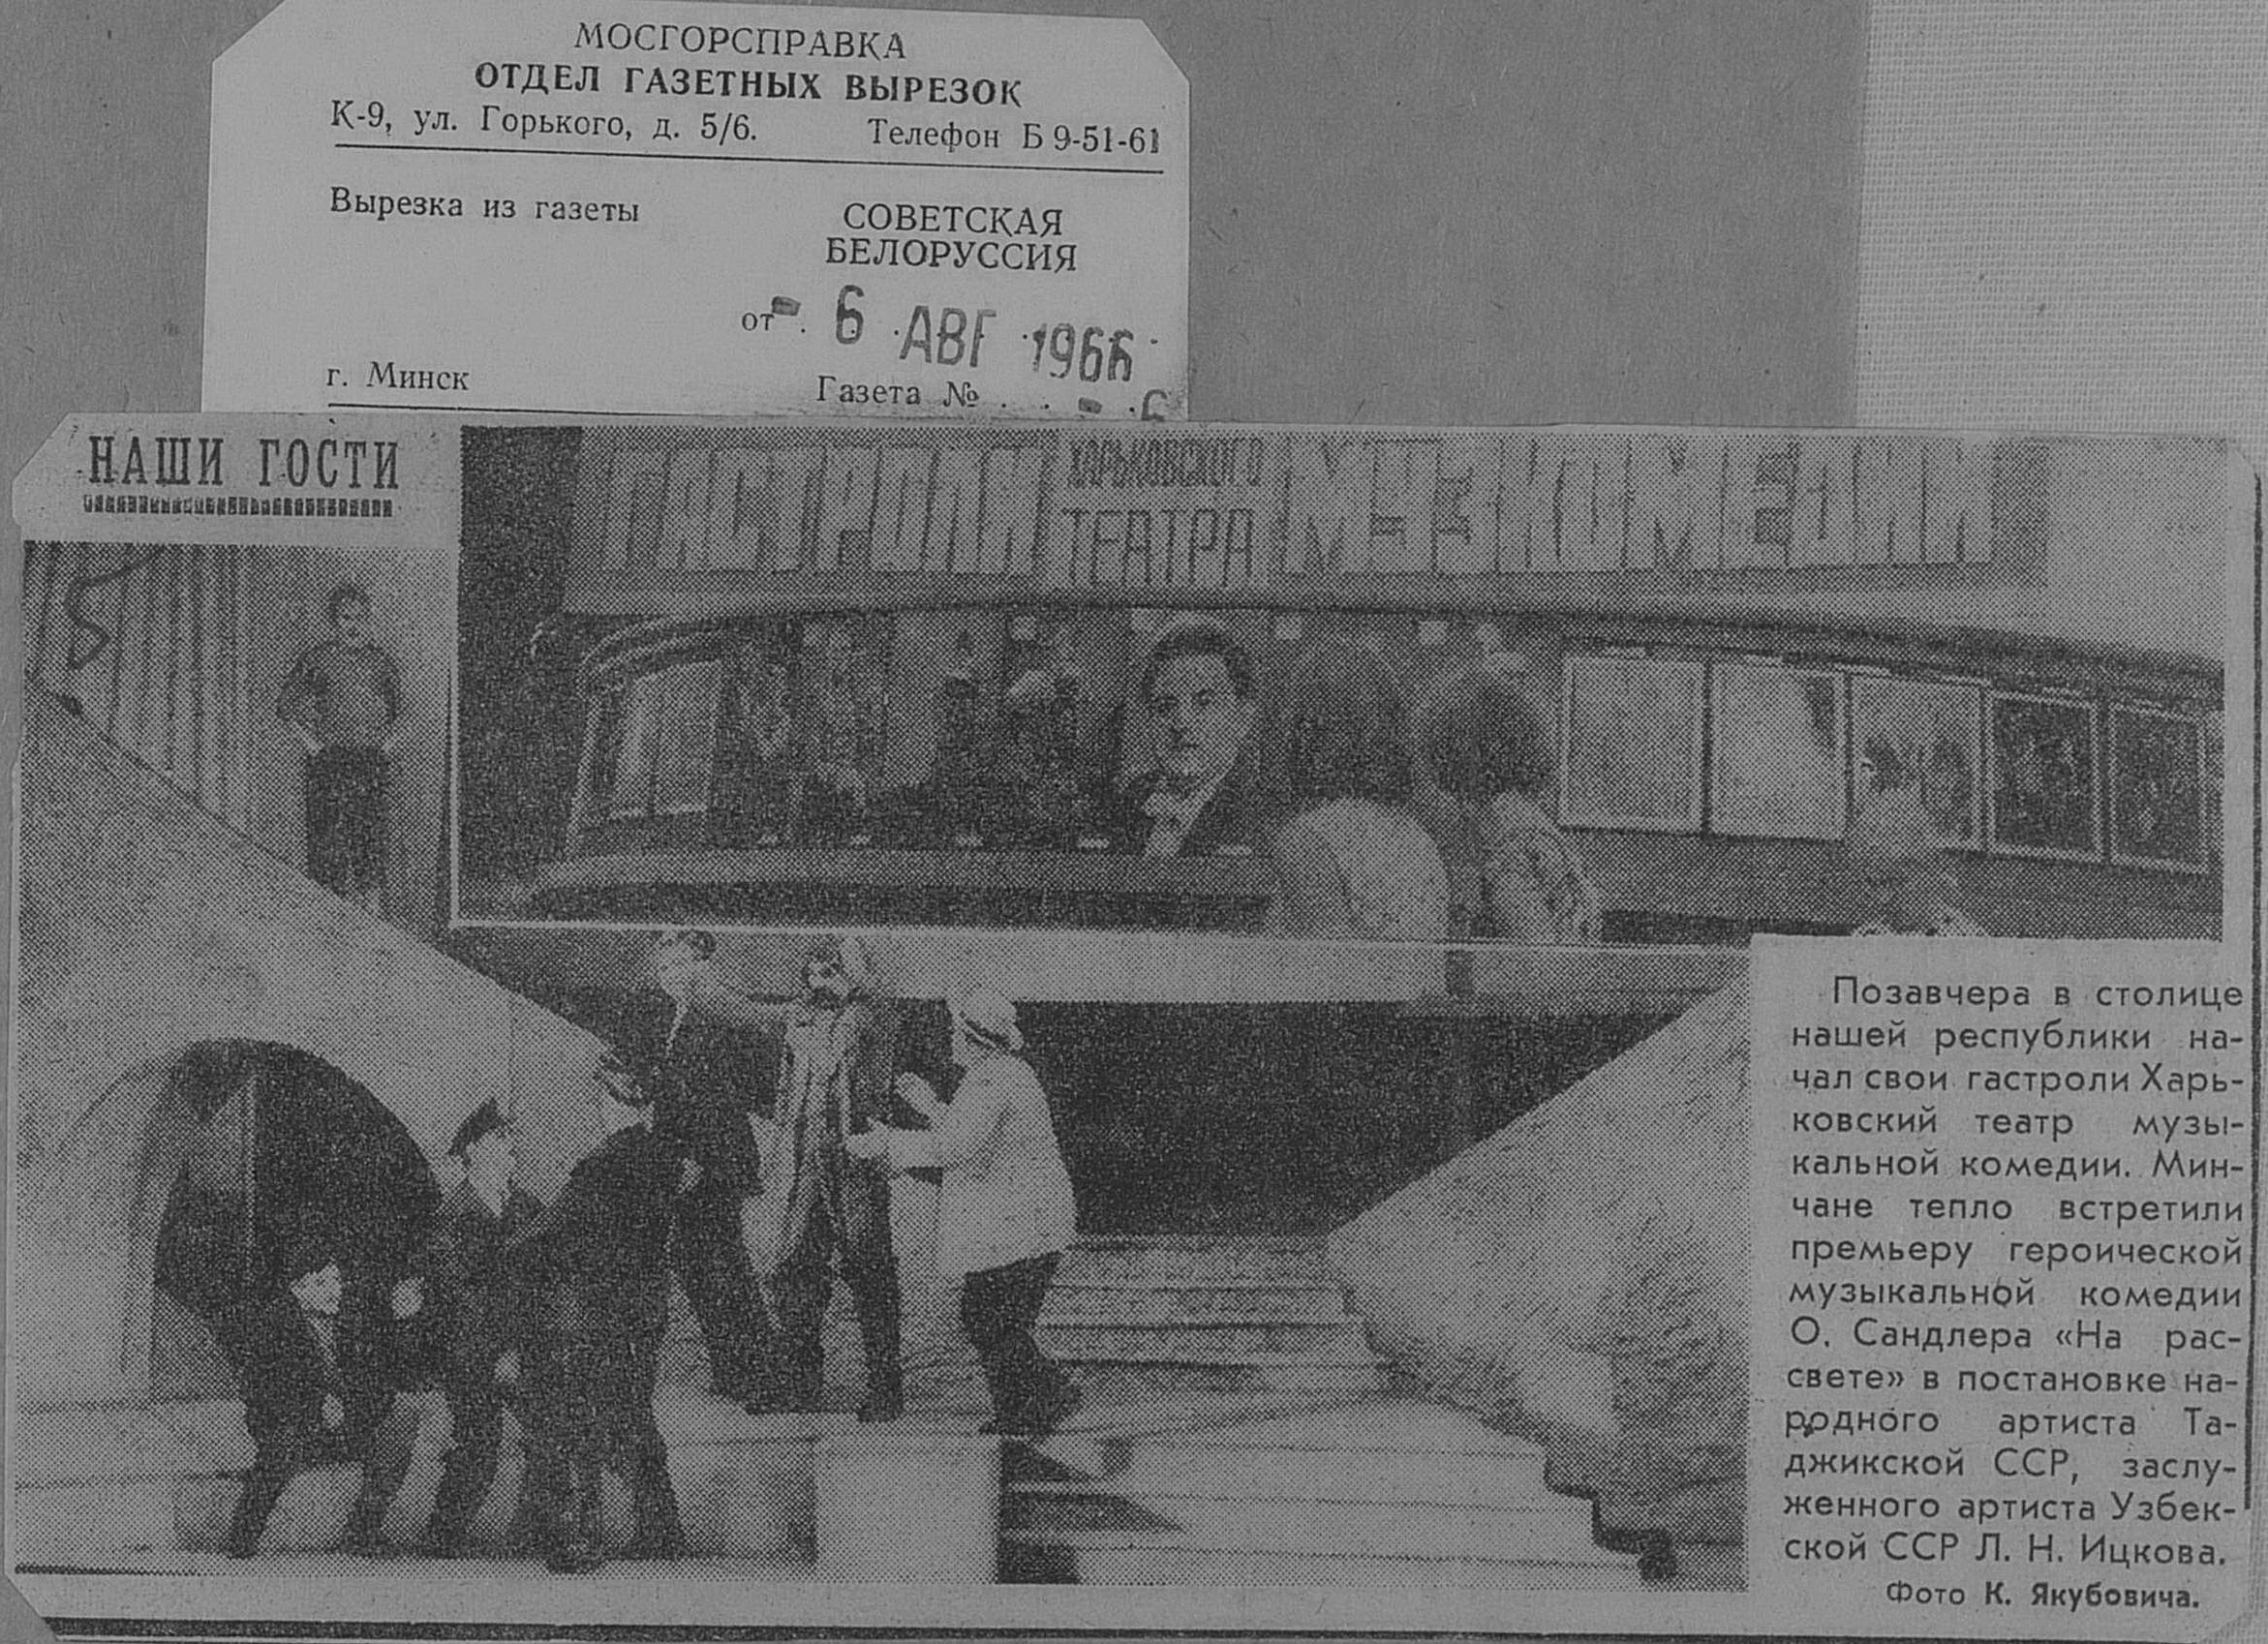 МОСГОРСПРАВКА
ОТДЕЛ ГАЗЕТНЫХ ВЫРЕЗОК
К-9, ул. Горького, д. 5/6. Телефон Б 9-51-61
Вырезка из газеты
СОВЕТСКАЯ
БЕЛОРУССИЯ
от - 6 АВГ 1966
г. Минск
Газета №
НАШИ ГОСТИ
ГАСТРОЛИ ХАРЬКОВСКОГО ТЕАТРА МУЗКОМЕДИИ
Позавчера в столице
нашей республики на-
чал свои гастроли Харь-
ковский театр музы-
кальной комедии. Мин-
чане тепло встретили
премьеру героической
музыкальной комедии
О. Сандлера «На рас-
свете» в постановке на-
родного артиста Та-
джикской ССР, заслу-
женного артиста Узбек-
ской ССР Л. Н. Ицкова.
Фото К. Якубовича.